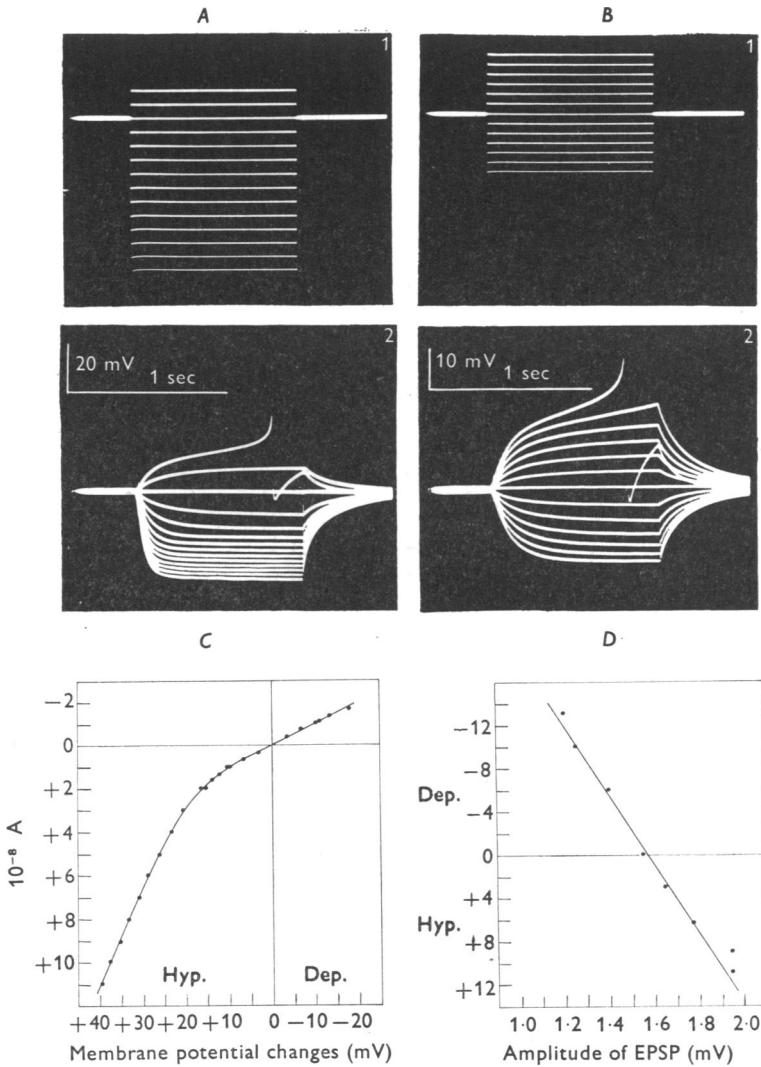 A
B
1
1
2
20 mV
1 sec
2
10 mV
1 sec
C
D
−2
0
+2
+4
+6
+8
+10
10⁻⁸ A
Hyp.
Dep.
+40 +30 +20 +10 0 −10 −20
Membrane potential changes (mV)
−12
−8
−4
0
+4
+8
+12
Dep.
Hyp.
1·0 1·2 1·4 1·6 1·8 2·0
Amplitude of EPSP (mV)